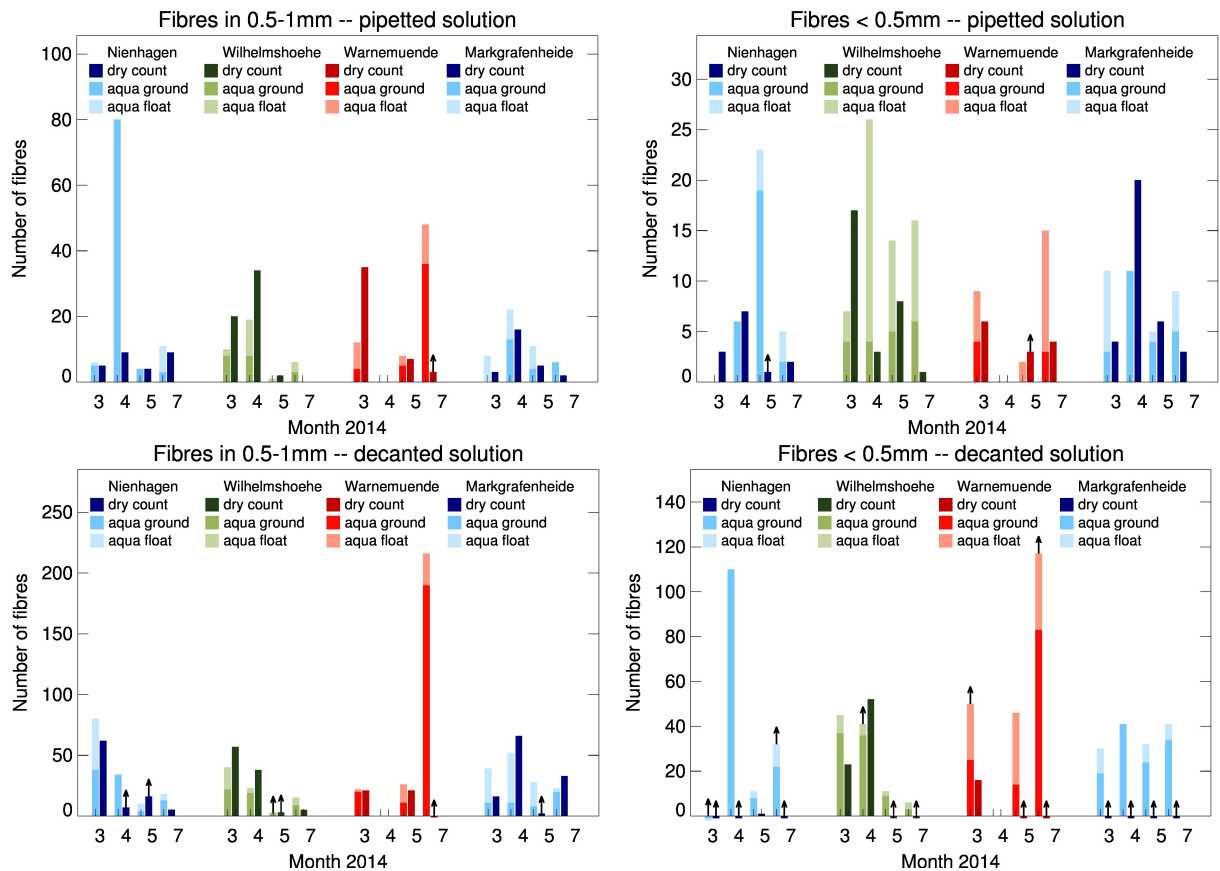 Fibres in 0.5-1mm -- pipetted solution
Number of fibres
100
80
60
40
20
0
Nienhagen Wilhelmshoehe Warnemuende Markgrafenheide
dry count dry count dry count dry count
aqua ground aqua ground aqua ground aqua ground
aqua float aqua float aqua float aqua float
3 4 5 7 3 4 5 7 3 4 5 7 3 4 5 7
Month 2014
Fibres < 0.5mm -- pipetted solution
Number of fibres
30
25
20
15
10
5
0
Nienhagen Wilhelmshoehe Warnemuende Markgrafenheide
dry count dry count dry count dry count
aqua ground aqua ground aqua ground aqua ground
aqua float aqua float aqua float aqua float
3 4 5 7 3 4 5 7 3 4 5 7 3 4 5 7
Month 2014
Fibres in 0.5-1mm -- decanted solution
Number of fibres
250
200
150
100
50
0
Nienhagen Wilhelmshoehe Warnemuende Markgrafenheide
dry count dry count dry count dry count
aqua ground aqua ground aqua ground aqua ground
aqua float aqua float aqua float aqua float
3 4 5 7 3 4 5 7 3 4 5 7 3 4 5 7
Month 2014
Fibres < 0.5mm -- decanted solution
Number of fibres
140
120
100
80
60
40
20
0
Nienhagen Wilhelmshoehe Warnemuende Markgrafenheide
dry count dry count dry count dry count
aqua ground aqua ground aqua ground aqua ground
aqua float aqua float aqua float aqua float
3 4 5 7 3 4 5 7 3 4 5 7 3 4 5 7
Month 2014